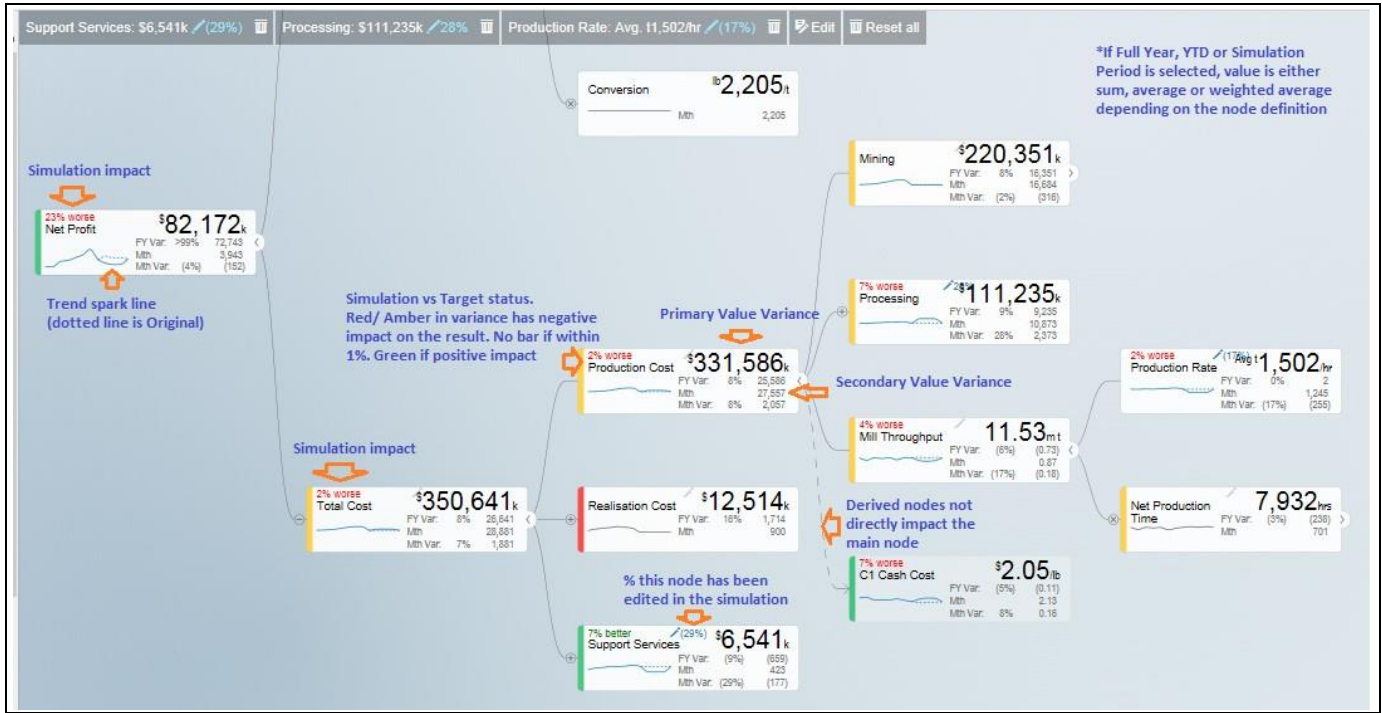 Support Services: $6,541k (29%) Processing: $111,235k 28% Production Rate: Avg. t1,502/hr (17%) Edit Reset all
*If Full Year, YTD or Simulation
Period is selected, value is either
sum, average or weighted average
depending on the node definition
Conversion lb2,205/t
Mth 2,205
Mining $220,351k
FY Var: 8% 16,351
Mth 16,684
Mth Var: (2%) (316)
Simulation impact
23% worse
Net Profit $82,172k
FY Var: >99% 72,743
Mth 3,943
Mth Var: (4%) (152)
Trend spark line
(dotted line is Original)
Simulation vs Target status.
Red/ Amber in variance has negative
impact on the result. No bar if within
1%. Green if positive impact
Primary Value Variance
7% worse 28%
Processing $111,235k
FY Var: 9% 9,235
Mth 10,873
Mth Var: 28% 2,373
2% worse
Production Cost $331,586k
FY Var: 8% 25,586
Mth 27,557
Mth Var: 8% 2,057
Secondary Value Variance
2% worse (17%)
Production Rate Avg t1,502/hr
FY Var: 0% 2
Mth 1,245
Mth Var: (17%) (255)
4% worse
Mill Throughput 11.53mt
FY Var: (6%) (0.73)
Mth 0.87
Mth Var: (17%) (0.18)
Simulation impact
2% worse
Total Cost $350,641k
FY Var: 8% 26,641
Mth 28,881
Mth Var: 7% 1,881
Realisation Cost $12,514k
FY Var: 16% 1,714
Mth 900
Derived nodes not
directly impact the
main node
Net Production
Time 7,932hrs
FY Var: (3%) (238)
Mth 701
7% worse
C1 Cash Cost $2.05/lb
FY Var: (5%) (0.11)
Mth 2.13
Mth Var: 8% 0.16
% this node has been
edited in the simulation
7% better (29%)
Support Services $6,541k
FY Var: (9%) (659)
Mth 423
Mth Var: (29%) (177)